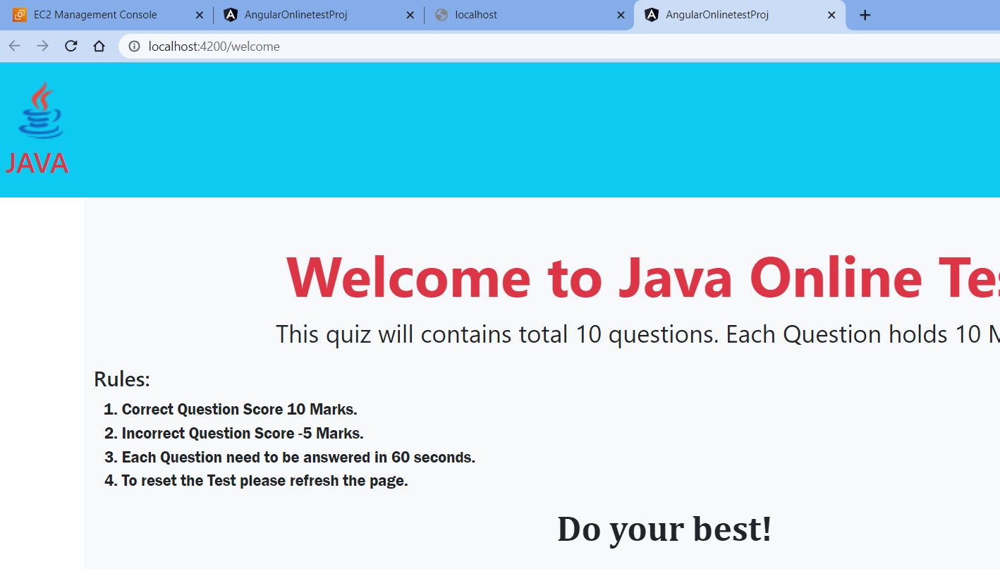 EC2 Management Console
AngularOnlinetestProj
localhost
AngularOnlinetestProj
localhost:4200/welcome
JAVA
Welcome to Java Online
This quiz will contains total 10 questions. Each Question holds 10
Rules:
1. Correct Question Score 10 Marks.
2. Incorrect Question Score -5 Marks.
3. Each Question need to be answered in 60 seconds.
4. To reset the Test please refresh the page.
Do your best!